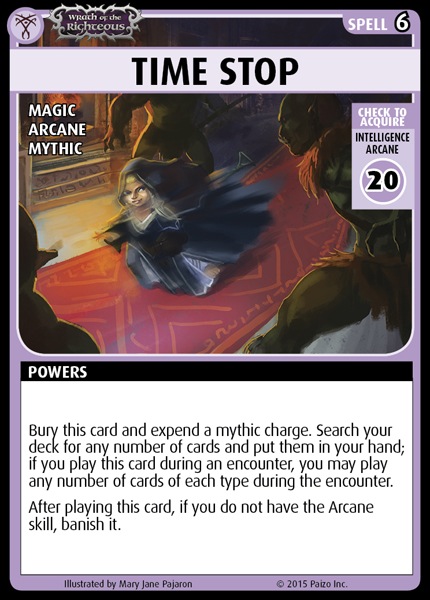 Wrath of the
Righteous
SPELL 6
TIME STOP
MAGIC
ARCANE
MYTHIC
CHECK TO
ACQUIRE
INTELLIGENCE
ARCANE
20
POWERS
Bury this card and expend a mythic charge. Search your
deck for any number of cards and put them in your hand;
if you play this card during an encounter, you may play
any number of cards of each type during the encounter.
After playing this card, if you do not have the Arcane
skill, banish it.
Illustrated by Mary Jane Pajaron
© 2015 Paizo Inc.